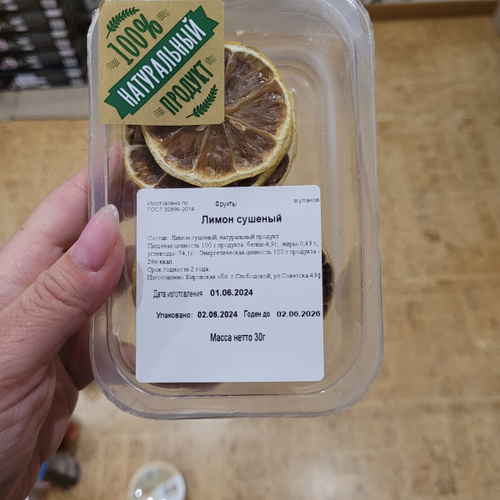 100%
НАТУРАЛЬНЫЙ
ПРОДУКТ
Изготовлено по
ГОСТ 32896-2014
Фрукты
Лимон сушеный
Состав: Лимон сушеный, натуральный продукт
Пищевая ценность 100 г продукта: белки-4,9г, жиры-0,43 г,
углеводы- 74,1г. Энергетическая ценность 100 г продукта -
286 ккал
Срок годности 2 года
Изготовлено: Кировская обл. г Слободской, ул Советская 43
Дата изготовления 01.06.2024
Упаковано: 02.06.2024 Годен до 02.06.2026
Масса нетто 30г